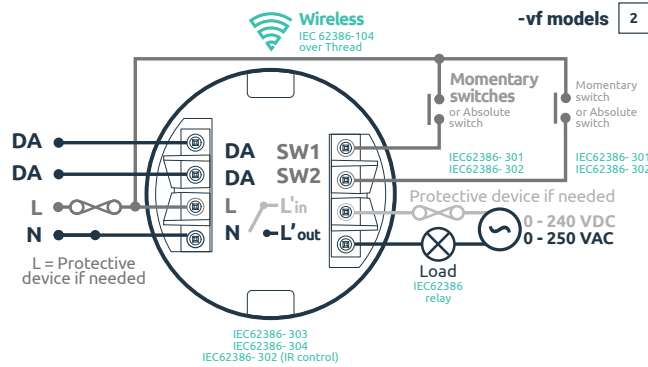 Wireless
IEC 62386-104
over Thread
-vf models 2
Momentary
switches
or Absolute
switch
Momentary
switch
or Absolute
switch
IEC62386- 301
IEC62386- 302
IEC62386- 301
IEC62386- 302
DA
DA
L
N
DA SW1
DA SW2
L L'in
N L'out
Protective device if needed
0 - 240 VDC
0 - 250 VAC
L = Protective
device if needed
Load
IEC62386
relay
IEC62386- 303
IEC62386- 304
IEC62386- 302 (IR control)